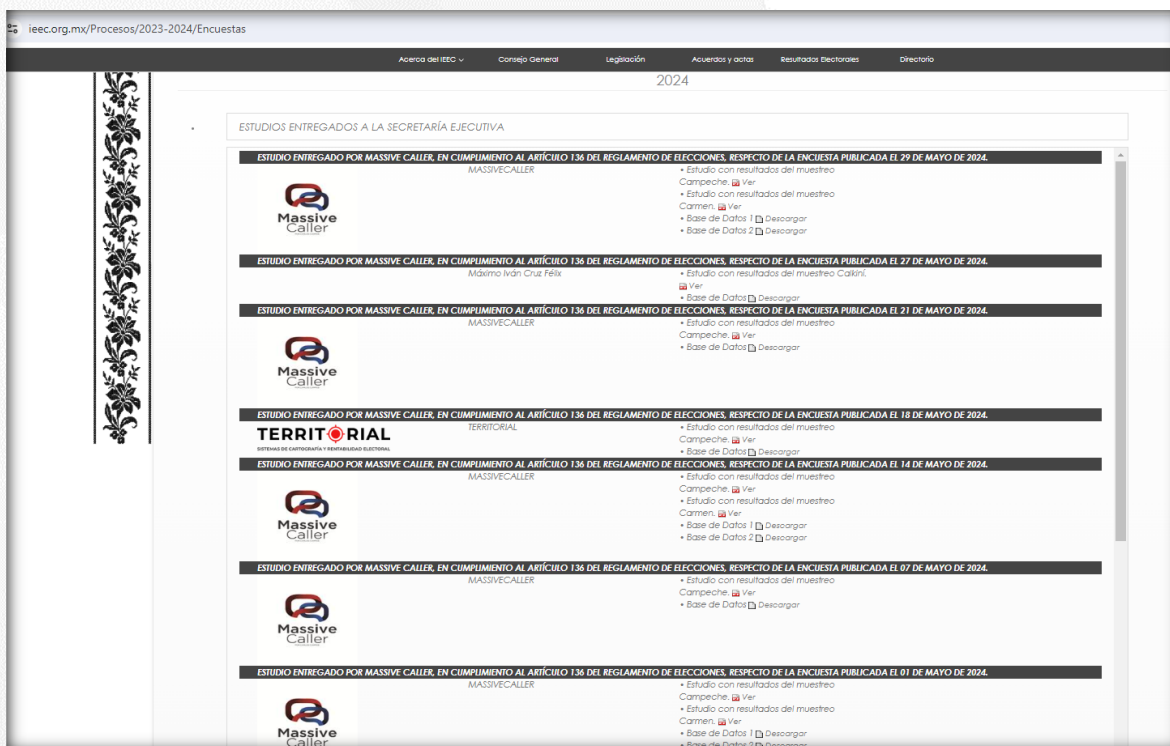 ieec.org.mx/Procesos/2023-2024/Encuestas
Acerca del IEEC Consejo General Legislación Acuerdos y actas Resultados Electorales Directorio
2024
ESTUDIOS ENTREGADOS A LA SECRETARÍA EJECUTIVA
ESTUDIO ENTREGADO POR MASSIVE CALLER, EN CUMPLIMIENTO AL ARTÍCULO 136 DEL REGLAMENTO DE ELECCIONES, RESPECTO DE LA ENCUESTA PUBLICADA EL 29 DE MAYO DE 2024.
Massive
Caller
MASSIVECALLER
• Estudio con resultados del muestreo
Campeche. Ver
• Estudio con resultados del muestreo
Carmen. Ver
• Base de Datos 1 Descargar
• Base de Datos 2 Descargar
ESTUDIO ENTREGADO POR MASSIVE CALLER, EN CUMPLIMIENTO AL ARTÍCULO 136 DEL REGLAMENTO DE ELECCIONES, RESPECTO DE LA ENCUESTA PUBLICADA EL 27 DE MAYO DE 2024.
Máximo Iván Cruz Félix
• Estudio con resultados del muestreo Calkiní.
Ver
• Base de Datos Descargar
ESTUDIO ENTREGADO POR MASSIVE CALLER, EN CUMPLIMIENTO AL ARTÍCULO 136 DEL REGLAMENTO DE ELECCIONES, RESPECTO DE LA ENCUESTA PUBLICADA EL 21 DE MAYO DE 2024.
Massive
Caller
MASSIVECALLER
• Estudio con resultados del muestreo
Campeche. Ver
• Base de Datos Descargar
ESTUDIO ENTREGADO POR MASSIVE CALLER, EN CUMPLIMIENTO AL ARTÍCULO 136 DEL REGLAMENTO DE ELECCIONES, RESPECTO DE LA ENCUESTA PUBLICADA EL 18 DE MAYO DE 2024.
TERRITORIAL
SISTEMAS DE CARTOGRAFÍA Y RENTABILIDAD ELECTORAL
TERRITORIAL
• Estudio con resultados del muestreo
Campeche. Ver
• Base de Datos Descargar
ESTUDIO ENTREGADO POR MASSIVE CALLER, EN CUMPLIMIENTO AL ARTÍCULO 136 DEL REGLAMENTO DE ELECCIONES, RESPECTO DE LA ENCUESTA PUBLICADA EL 14 DE MAYO DE 2024.
Massive
Caller
MASSIVECALLER
• Estudio con resultados del muestreo
Campeche. Ver
• Estudio con resultados del muestreo
Carmen. Ver
• Base de Datos 1 Descargar
• Base de Datos 2 Descargar
ESTUDIO ENTREGADO POR MASSIVE CALLER, EN CUMPLIMIENTO AL ARTÍCULO 136 DEL REGLAMENTO DE ELECCIONES, RESPECTO DE LA ENCUESTA PUBLICADA EL 07 DE MAYO DE 2024.
Massive
Caller
MASSIVECALLER
• Estudio con resultados del muestreo
Campeche. Ver
• Base de Datos Descargar
ESTUDIO ENTREGADO POR MASSIVE CALLER, EN CUMPLIMIENTO AL ARTÍCULO 136 DEL REGLAMENTO DE ELECCIONES, RESPECTO DE LA ENCUESTA PUBLICADA EL 01 DE MAYO DE 2024.
Massive
Caller
MASSIVECALLER
• Estudio con resultados del muestreo
Campeche. Ver
• Estudio con resultados del muestreo
Carmen. Ver
• Base de Datos 1 Descargar
• Base de Datos 2 Descargar